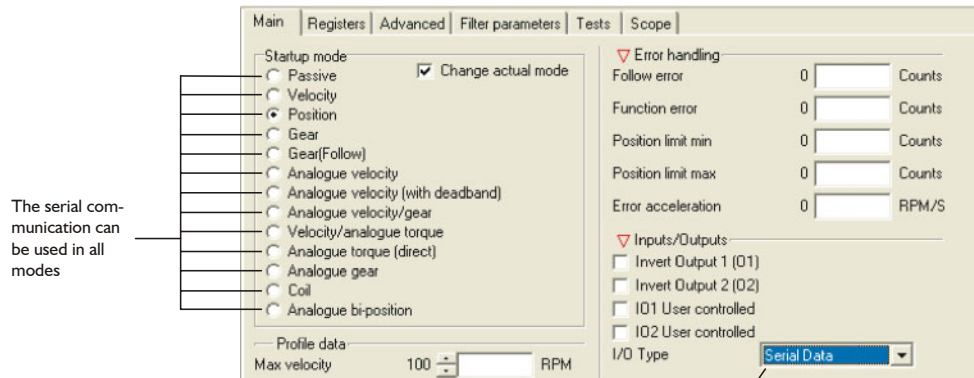 Main Registers Advanced Filter parameters Tests Scope
Startup mode
Passive
Change actual mode
Velocity
Position
Gear
Gear(Follow)
Analogue velocity
Analogue velocity (with deadband)
Analogue velocity/gear
Velocity/analogue torque
Analogue torque (direct)
Analogue gear
Coil
Analogue bi-position
The serial com-
munication can
be used in all
modes
Profile data
Max velocity 100 RPM
Error handling
Follow error 0 Counts
Function error 0 Counts
Position limit min 0 Counts
Position limit max 0 Counts
Error acceleration 0 RPM/S
Inputs/Outputs
Invert Output 1 (O1)
Invert Output 2 (O2)
IO1 User controlled
IO2 User controlled
I/O Type Serial Data